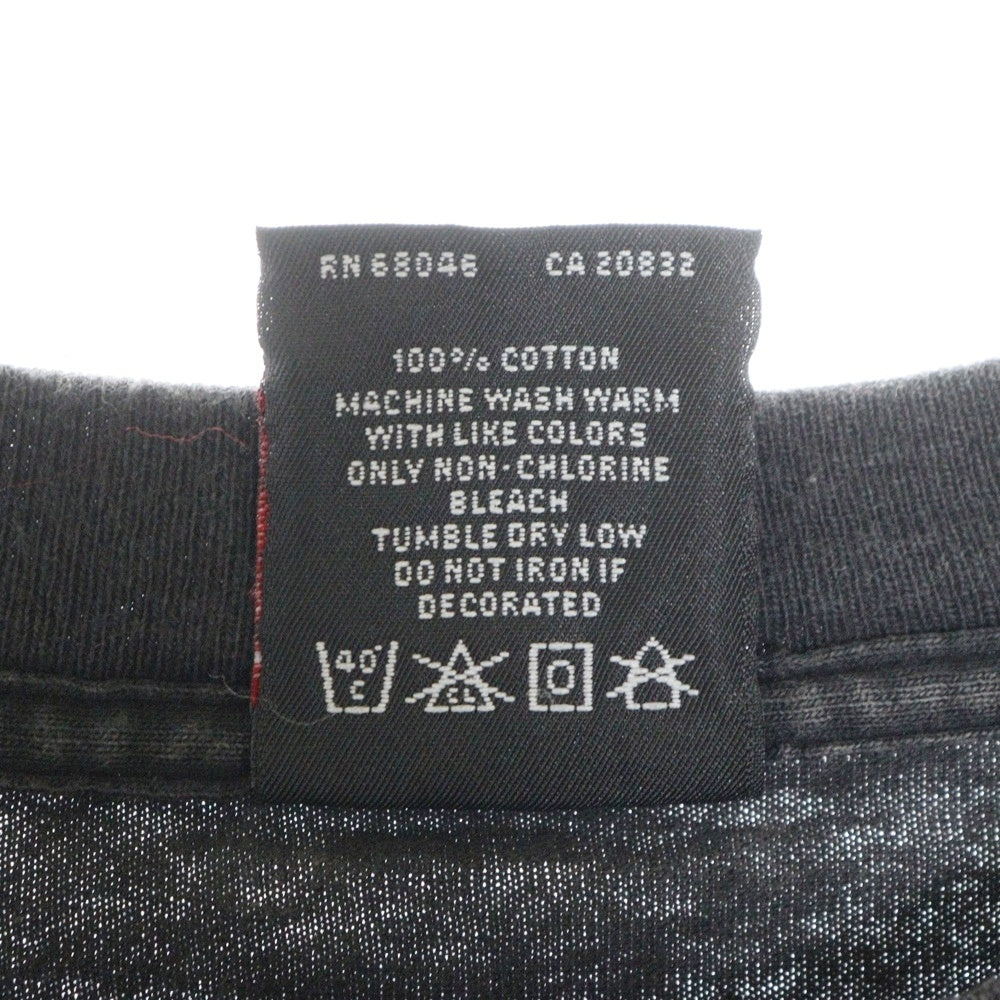 RN 68046 CA 20832
100% COTTON
MACHINE WASH WARM
WITH LIKE COLORS
ONLY NON-CHLORINE
BLEACH
TUMBLE DRY LOW
DO NOT IRON IF
DECORATED
40°
C
CL